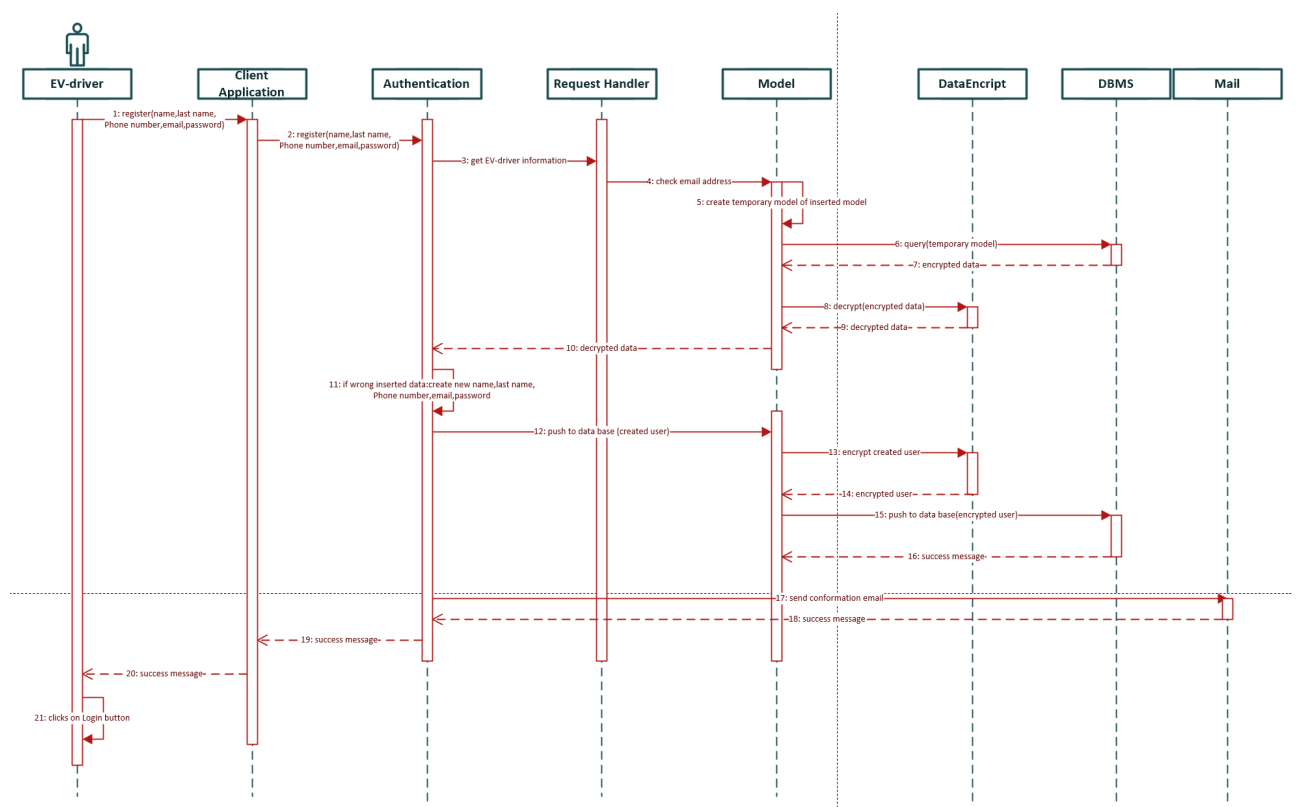 EV-driver
Client
Application
Authentication
Request Handler
Model
DataEncript
DBMS
Mail
1: register(name,last name,
Phone number,email,password)
2: register(name,last name,
Phone number,email,password)
3: get EV-driver information
4: check email address
5: create temporary model of inserted model
6: query(temporary model)
7: encrypted data
8: decrypt(encrypted data)
9: decrypted data
10: decrypted data
11: if wrong inserted data:create new name,last name,
Phone number,email,password
12: push to data base (created user)
13: encrypt created user
14: encrypted user
15: push to data base(encrypted user)
16: success message
17: send conformation email
18: success message
19: success message
20: success message
21: clicks on Login button